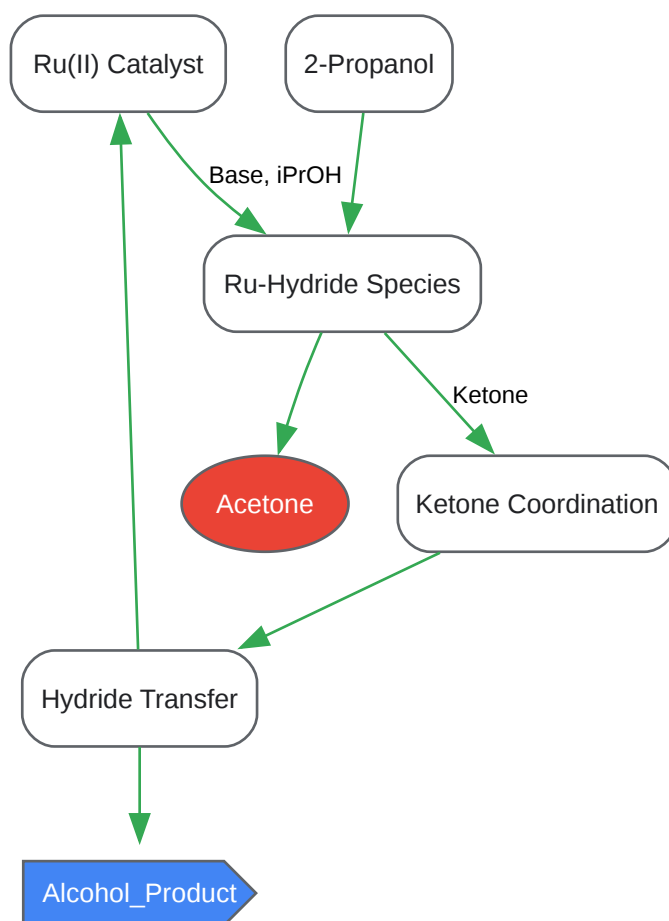 Ru(II) Catalyst
2-Propanol
Base, iPrOH
Ru-Hydride Species
Ketone
Acetone
Ketone Coordination
Hydride Transfer
Alcohol_Product